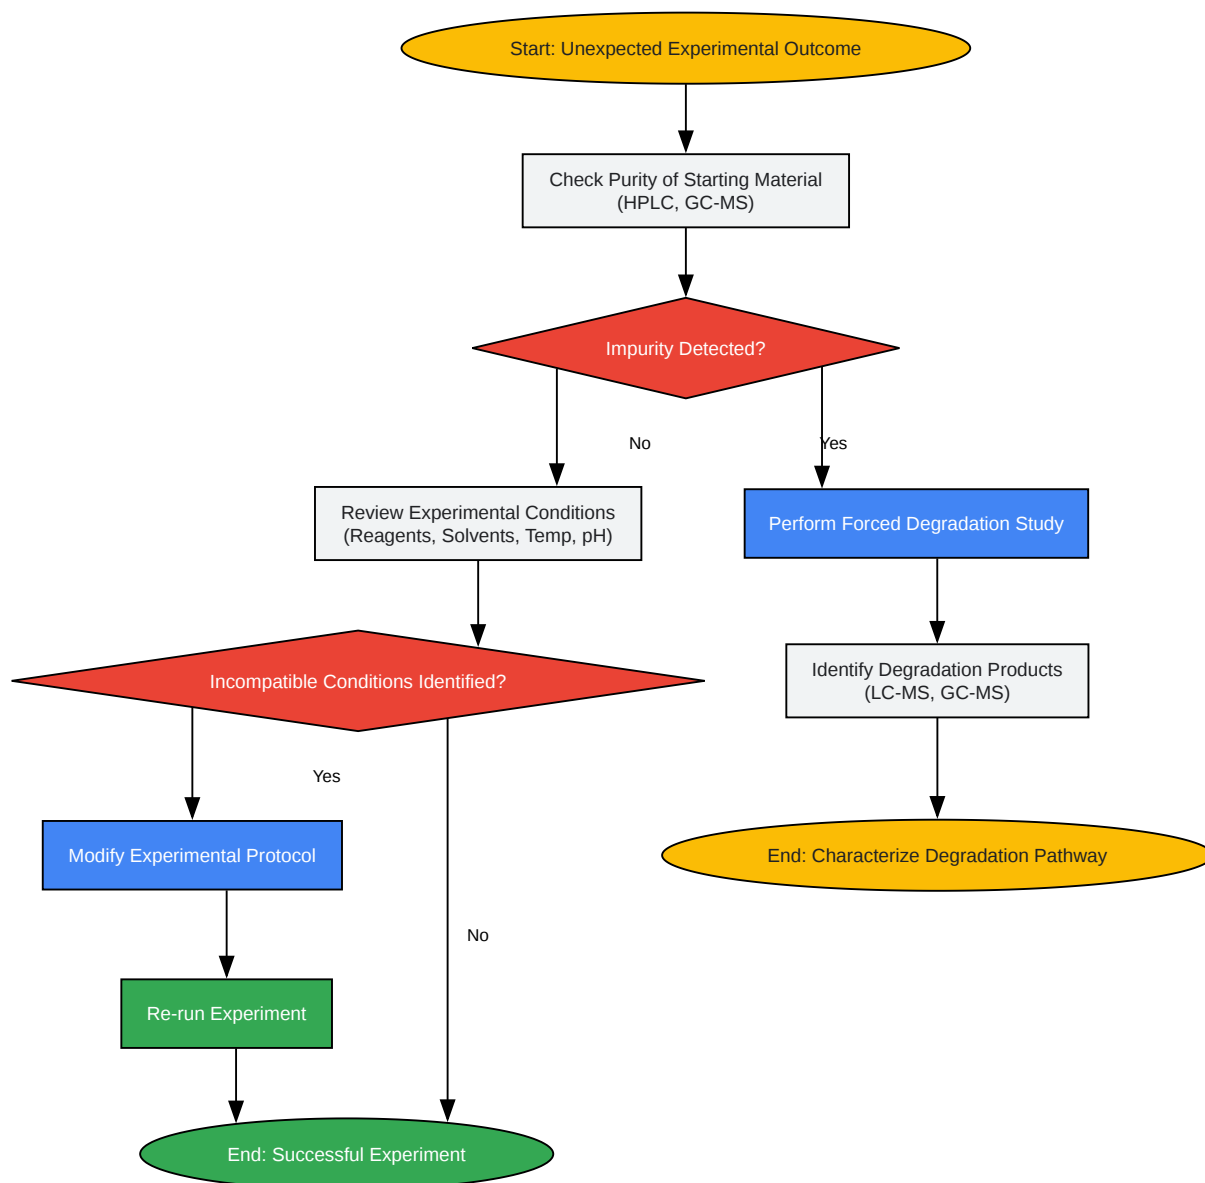 Start: Unexpected Experimental Outcome
Check Purity of Starting Material
(HPLC, GC-MS)
Impurity Detected?
No
Yes
Review Experimental Conditions
(Reagents, Solvents, Temp, pH)
Perform Forced Degradation Study
Incompatible Conditions Identified?
Identify Degradation Products
(LC-MS, GC-MS)
Yes
Modify Experimental Protocol
End: Characterize Degradation Pathway
No
Re-run Experiment
End: Successful Experiment